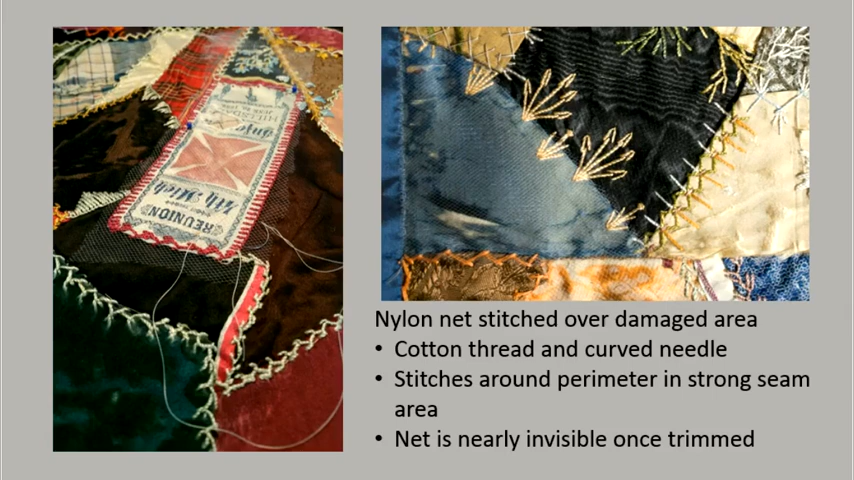 REUNION
Nylon net stitched over damaged area
• Cotton thread and curved needle
• Stitches around perimeter in strong seam
area
• Net is nearly invisible once trimmed